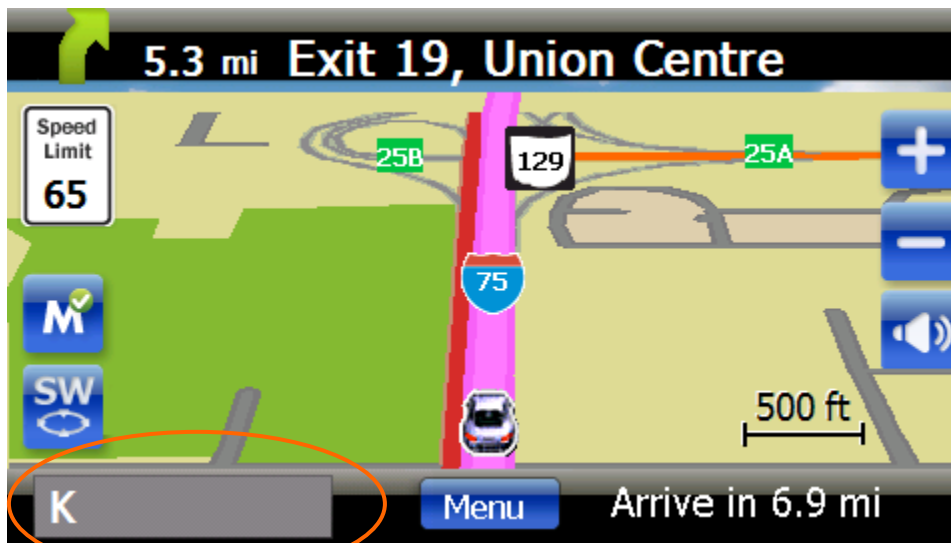 5.3 mi Exit 19, Union Centre
Speed
Limit
65
25B
129
25A
75
M
SW
500 ft
K
Menu
Arrive in 6.9 mi